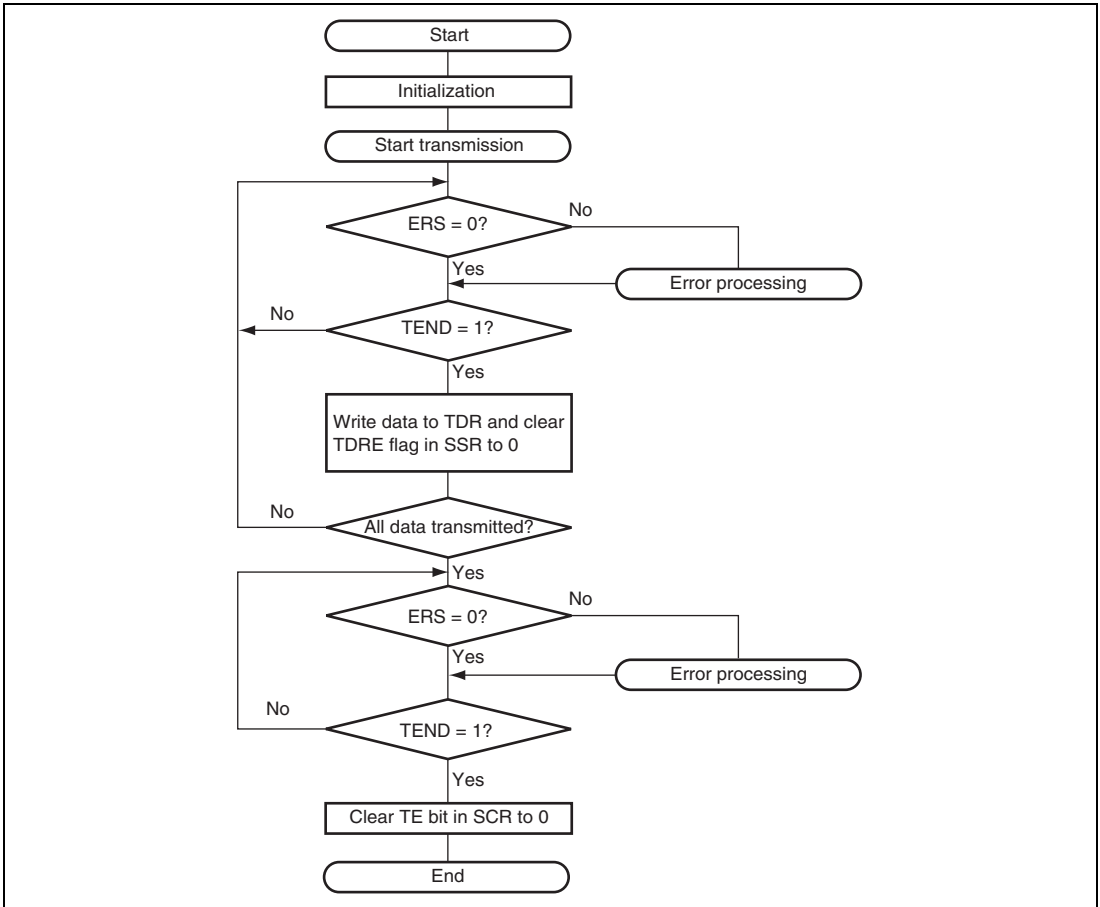 Start
Initialization
Start transmission
ERS = 0?
No
Yes
Error processing
No
TEND = 1?
Yes
Write data to TDR and clear
TDRE flag in SSR to 0
No
All data transmitted?
Yes
No
ERS = 0?
Yes
Error processing
No
TEND = 1?
Yes
Clear TE bit in SCR to 0
End